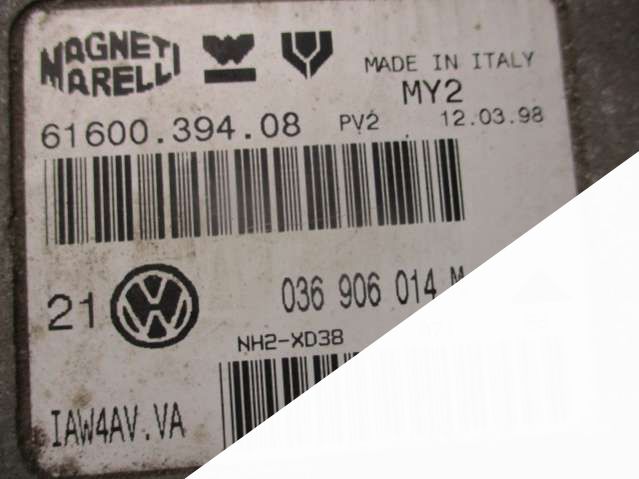 MAGNETI
MARELLI
MADE IN ITALY
MY2
61600.394.08 PV2 12.03.98
21 036 906 014
NH2-XD38
IAW4AV.VA